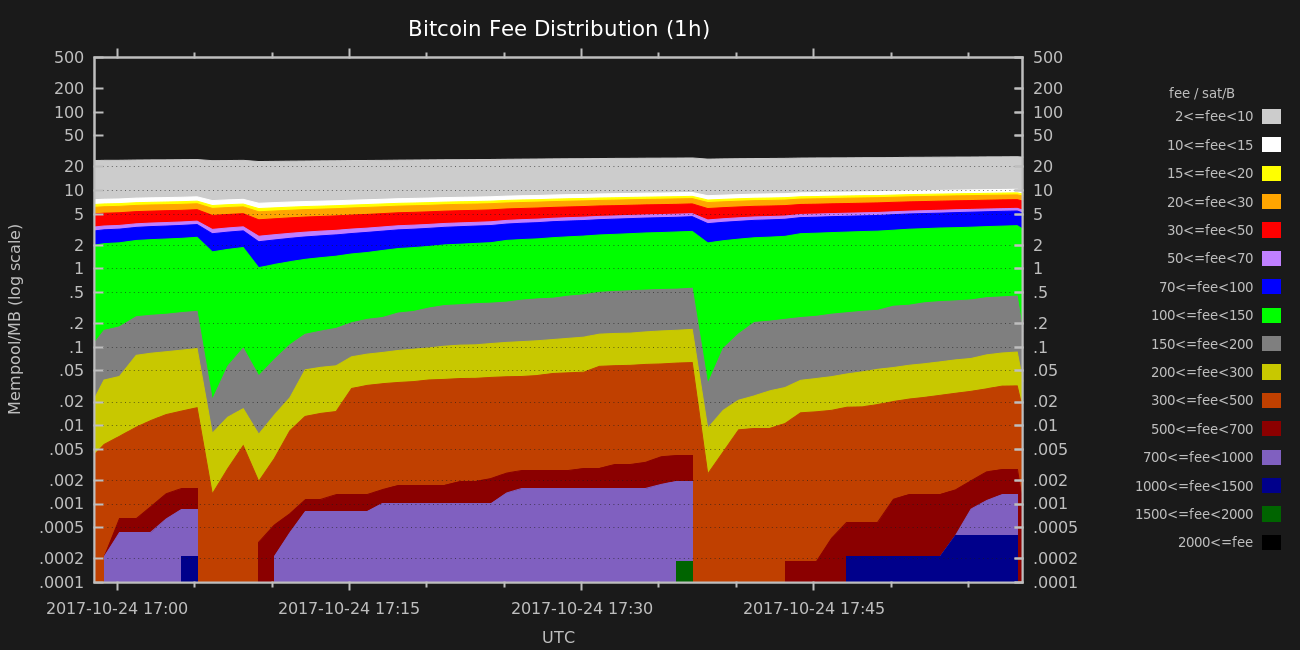 Bitcoin Fee Distribution (1h)
500 500
200 200
100 100
50 50
20 20
10 10
5 5
2 2
1 1
.5 .5
.2 .2
.1 .1
.05 .05
.02 .02
.01 .01
.005 .005
.002 .002
.001 .001
.0005 .0005
.0002 .0002
.0001 .0001
Mempool/MB (log scale)
2017-10-24 17:00 2017-10-24 17:15 2017-10-24 17:30 2017-10-24 17:45
UTC
fee / sat/B
2<=fee<10
10<=fee<15
15<=fee<20
20<=fee<30
30<=fee<50
50<=fee<70
70<=fee<100
100<=fee<150
150<=fee<200
200<=fee<300
300<=fee<500
500<=fee<700
700<=fee<1000
1000<=fee<1500
1500<=fee<2000
2000<=fee